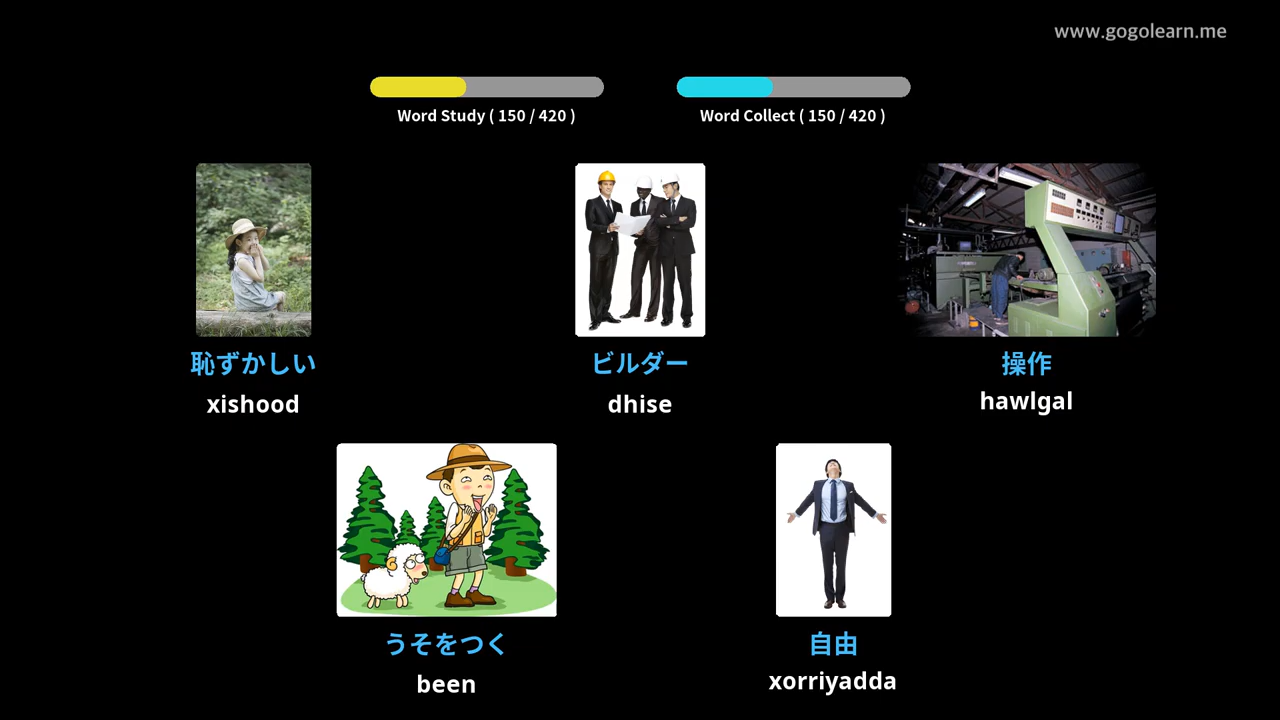 www.gogolearn.me
Word Study ( 150 / 420 )
Word Collect ( 150 / 420 )
恥ずかしい
xishood
ビルダー
dhise
操作
hawlgal
うそをつく
been
自由
xorriyadda